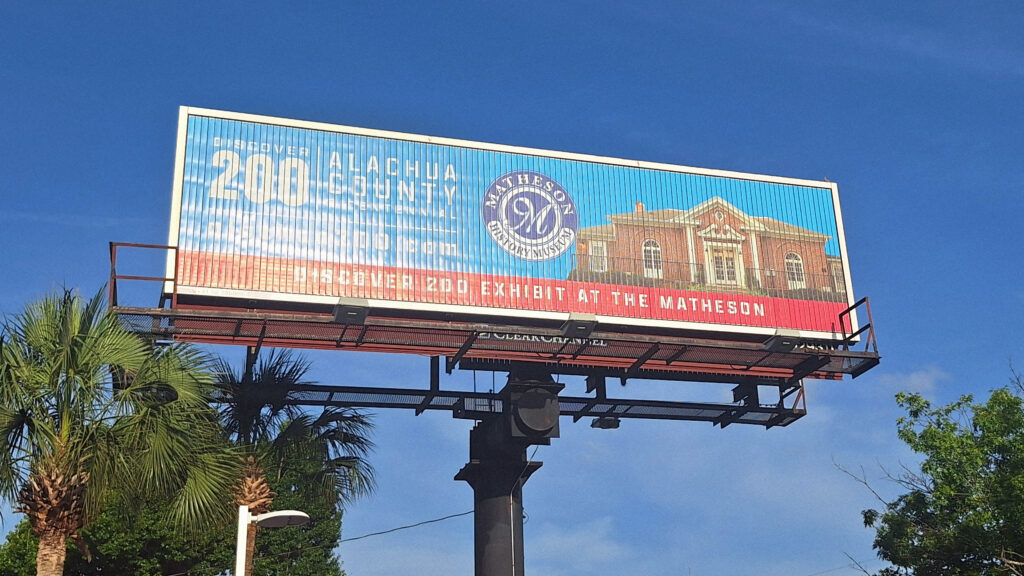 DISCOVER
200
ALACHUA
COUNTY
MATHESON
M
HISTORY MUSEUM
DISCOVER 200 EXHIBIT AT THE MATHESON
CLEAR CHANNEL